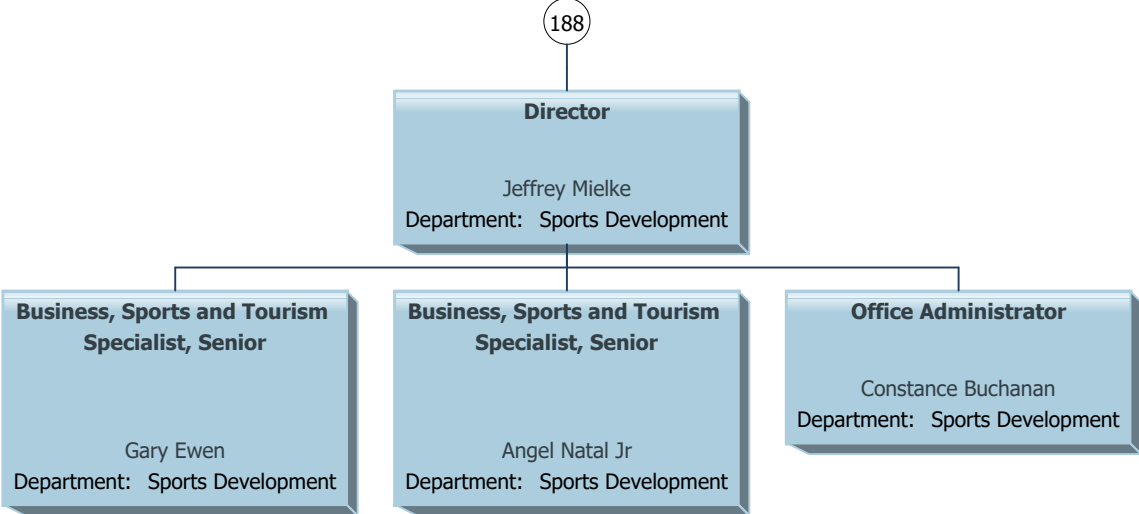 188
Director
Jeffrey Mielke
Department: Sports Development
Business, Sports and Tourism
Specialist, Senior
Gary Ewen
Department: Sports Development
Business, Sports and Tourism
Specialist, Senior
Angel Natal Jr
Department: Sports Development
Office Administrator
Constance Buchanan
Department: Sports Development